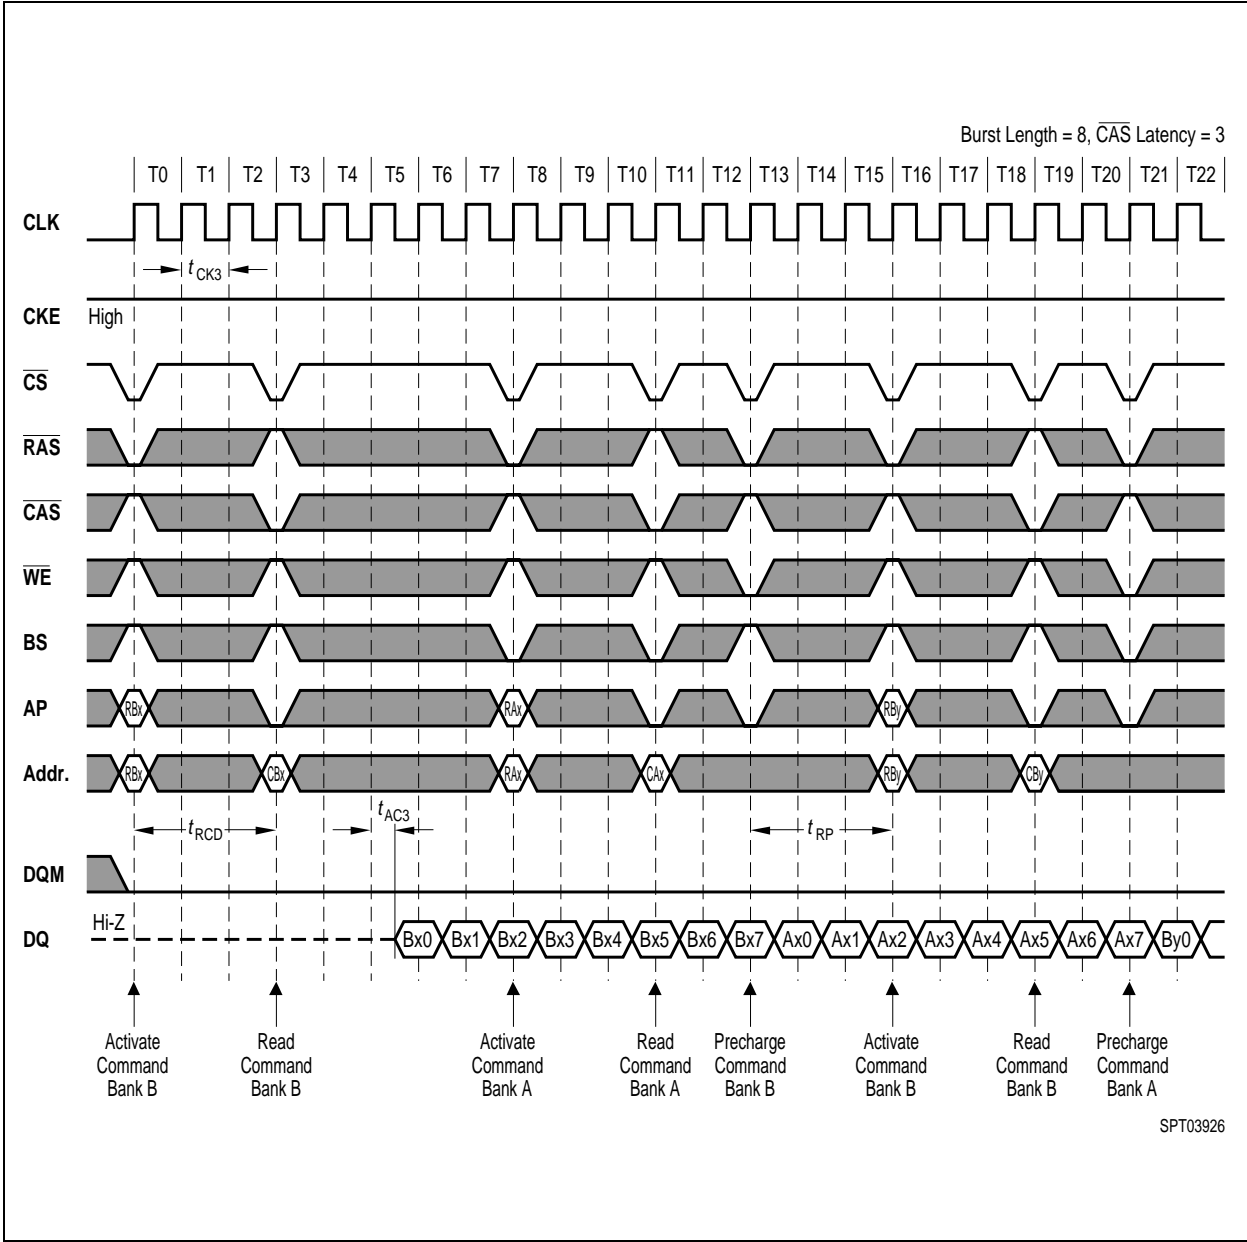 Burst Length = 8, CAS Latency = 3
T0 T1 T2 T3 T4 T5 T6 T7 T8 T9 T10 T11 T12 T13 T14 T15 T16 T17 T18 T19 T20 T21 T22
CLK
t CK3
CKE High
CS
RAS
CAS
WE
BS
AP RBx RAx RBy
Addr. RBx CBx RAx CAx RBy CBy
t RCD t AC3 t RP
DQM
Hi-Z
DQ Bx0 Bx1 Bx2 Bx3 Bx4 Bx5 Bx6 Bx7 Ax0 Ax1 Ax2 Ax3 Ax4 Ax5 Ax6 Ax7 By0
Activate Command Bank B
Read Command Bank B
Activate Command Bank A
Read Command Bank A
Precharge Command Bank B
Activate Command Bank B
Read Command Bank B
Precharge Command Bank A
SPT03926